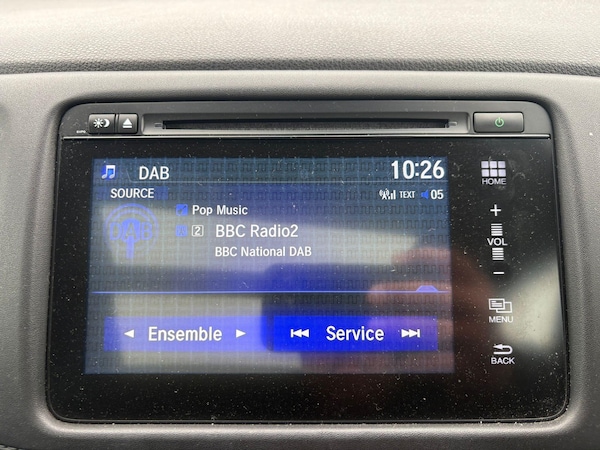 DAB
10:26
SOURCE
TEXT 05
Pop Music
2 BBC Radio2
BBC National DAB
Ensemble
Service
HOME
+
VOL
−
MENU
BACK